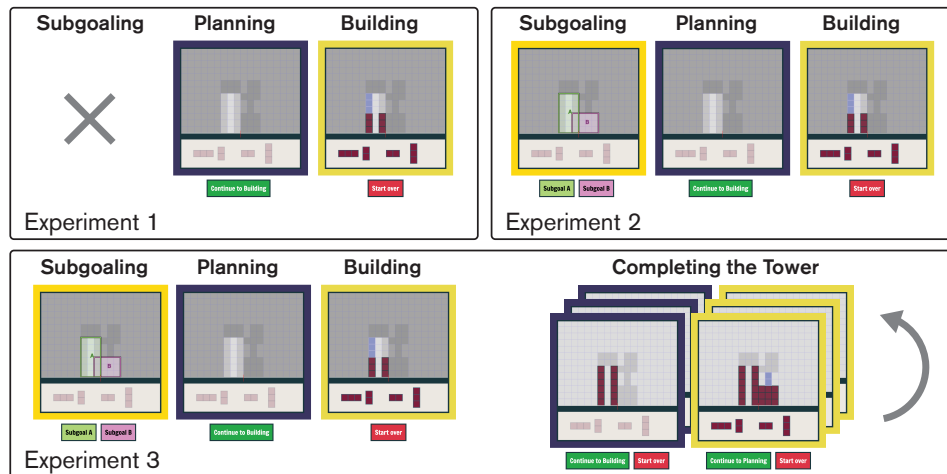 Subgoaling Planning Building
Continue to Building Start over
Experiment 1
Subgoaling Planning Building
A
B
Subgoal A Subgoal B Continue to Building Start over
Experiment 2
Subgoaling Planning Building Completing the Tower
A
B
Subgoal A Subgoal B Continue to Building Start over
Continue to Building Start over Continue to Planning Start over
Experiment 3